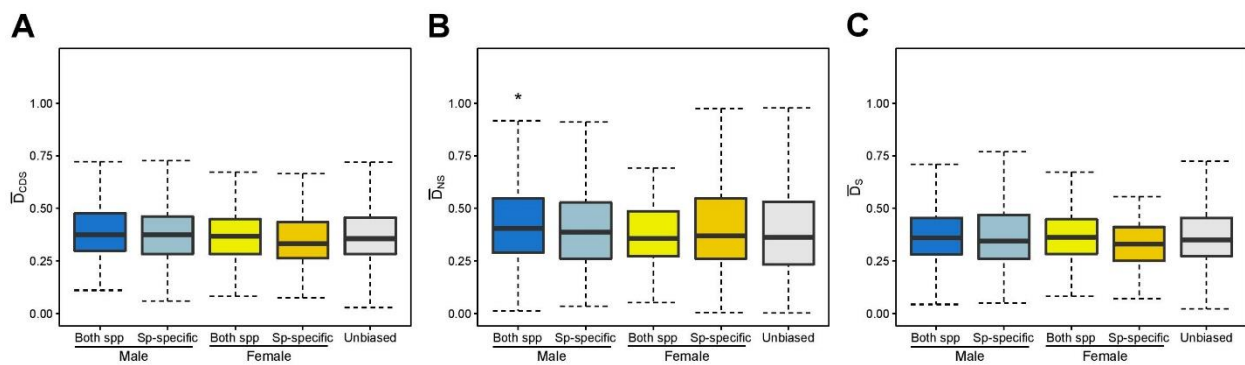 A
D̅CDS
1.00
0.75
0.50
0.25
0.00
Both spp Sp-specific Both spp Sp-specific Unbiased
Male Female
B
D̅NS
*
1.00
0.75
0.50
0.25
0.00
Both spp Sp-specific Both spp Sp-specific Unbiased
Male Female
C
D̅S
1.00
0.75
0.50
0.25
0.00
Both spp Sp-specific Both spp Sp-specific Unbiased
Male Female